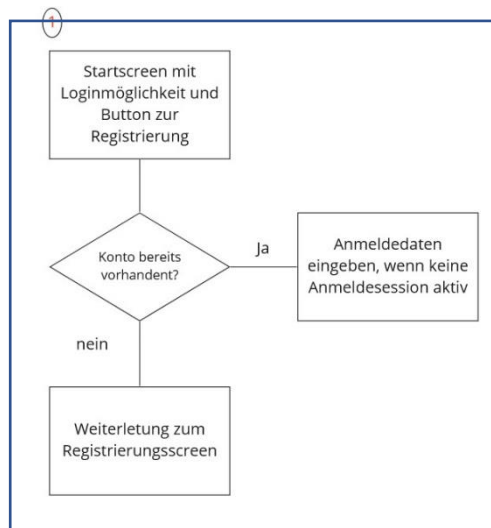 1
Startscreen mit
Loginmöglichkeit und
Button zur
Registrierung
Konto bereits
vorhandent?
Ja
Anmeldedaten
eingeben, wenn keine
Anmeldesession aktiv
nein
Weiterletung zum
Registrierungsscreen